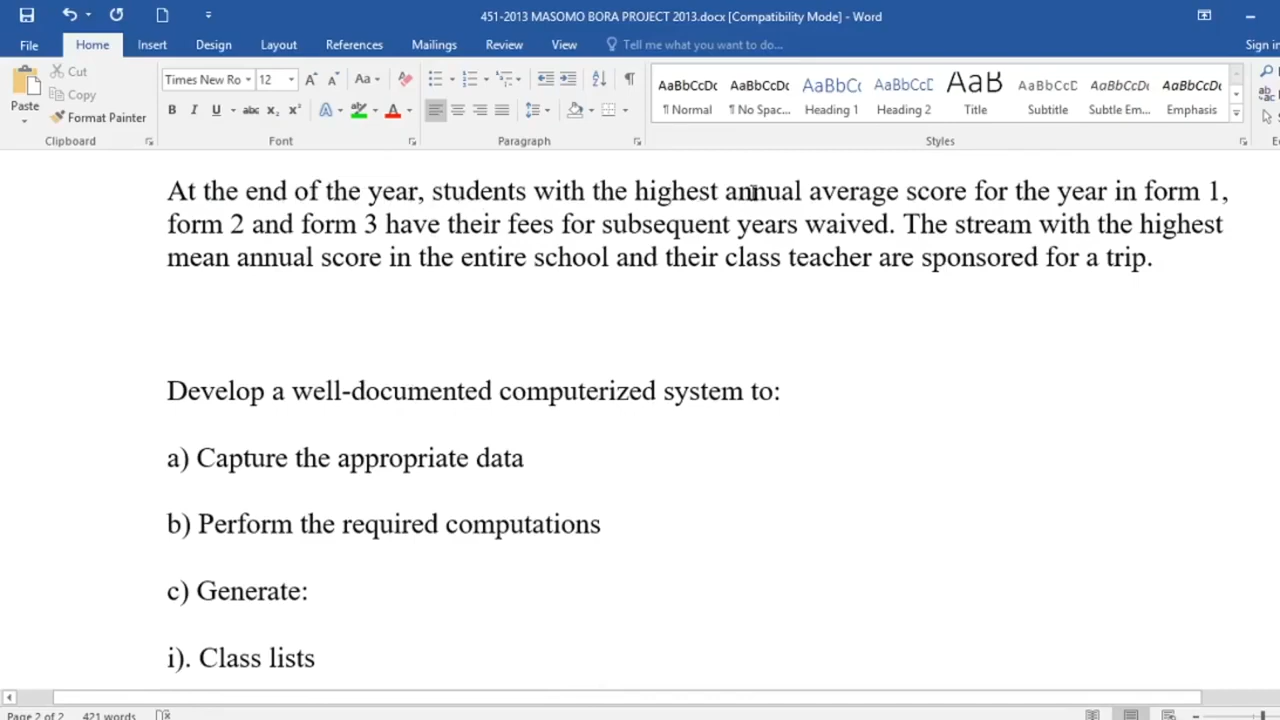 451-2013 MASOMO BORA PROJECT 2013.docx [Compatibility Mode] - Word
File Home Insert Design Layout References Mailings Review View Tell me what you want to do...
Paste
Cut
Copy
Format Painter
Clipboard
Times New Ro 12
Aa
B I U abc X₂ X²
Font
Paragraph
AaBbCcDc AaBbCcDc AaBbCc AaBbCcD AaB AaBbCcD AaBbCcDc AaBbCcDc
¶ Normal ¶ No Spac... Heading 1 Heading 2 Title Subtitle Subtle Em... Emphasis
Styles
At the end of the year, students with the highest annual average score for the year in form 1,
form 2 and form 3 have their fees for subsequent years waived. The stream with the highest
mean annual score in the entire school and their class teacher are sponsored for a trip.
Develop a well-documented computerized system to:
a) Capture the appropriate data
b) Perform the required computations
c) Generate:
i). Class lists
Page 2 of 2 421 words